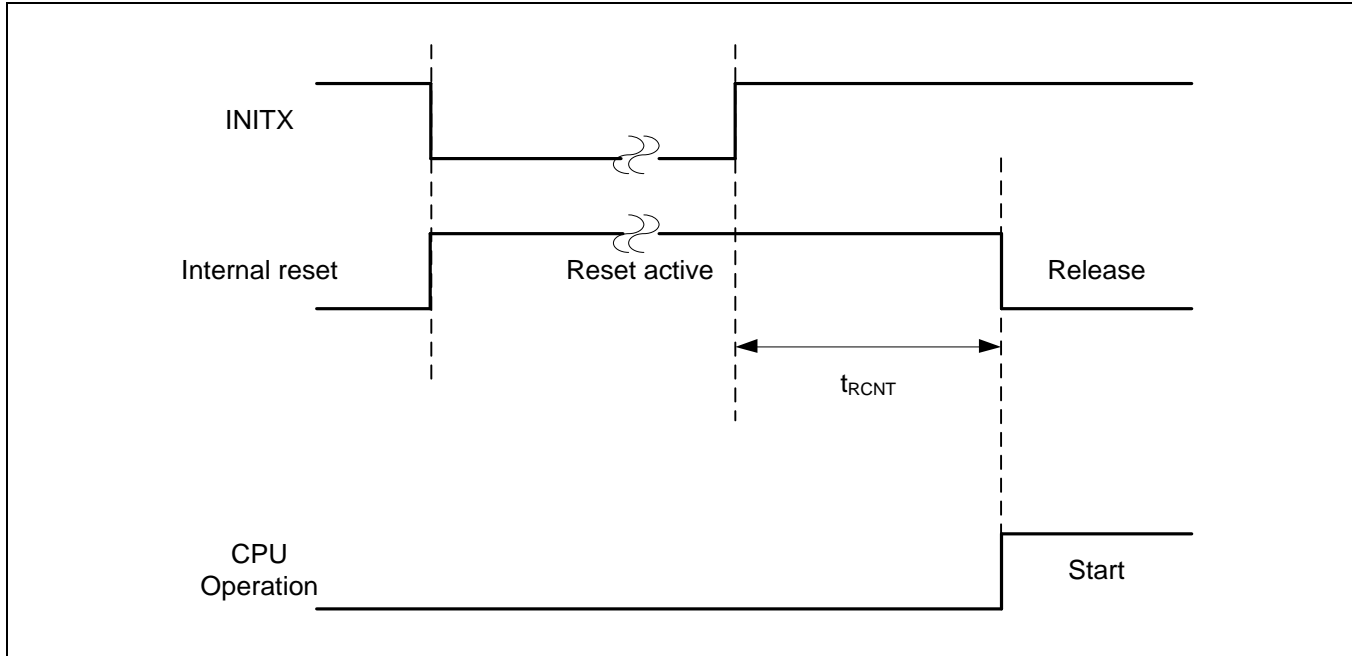 INITX
Internal reset
Reset active
Release
tRCNT
CPU
Operation
Start